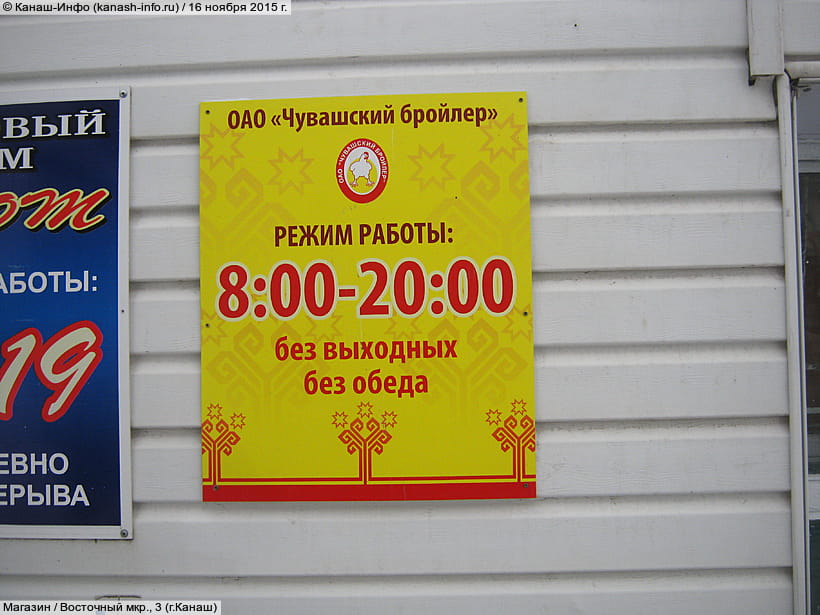 © Канаш-Инфо (kanash-info.ru) / 16 ноября 2015 г.
ОАО «Чувашский бройлер»
ОАО "ЧУВАШСКИЙ БРОЙЛЕР"
РЕЖИМ РАБОТЫ:
8:00-20:00
без выходных
без обеда
ВЫЙ
М
от
АБОТЫ:
19
ЕВНО
ЕРЫВА
Магазин / Восточный мкр., 3 (г.Канаш)